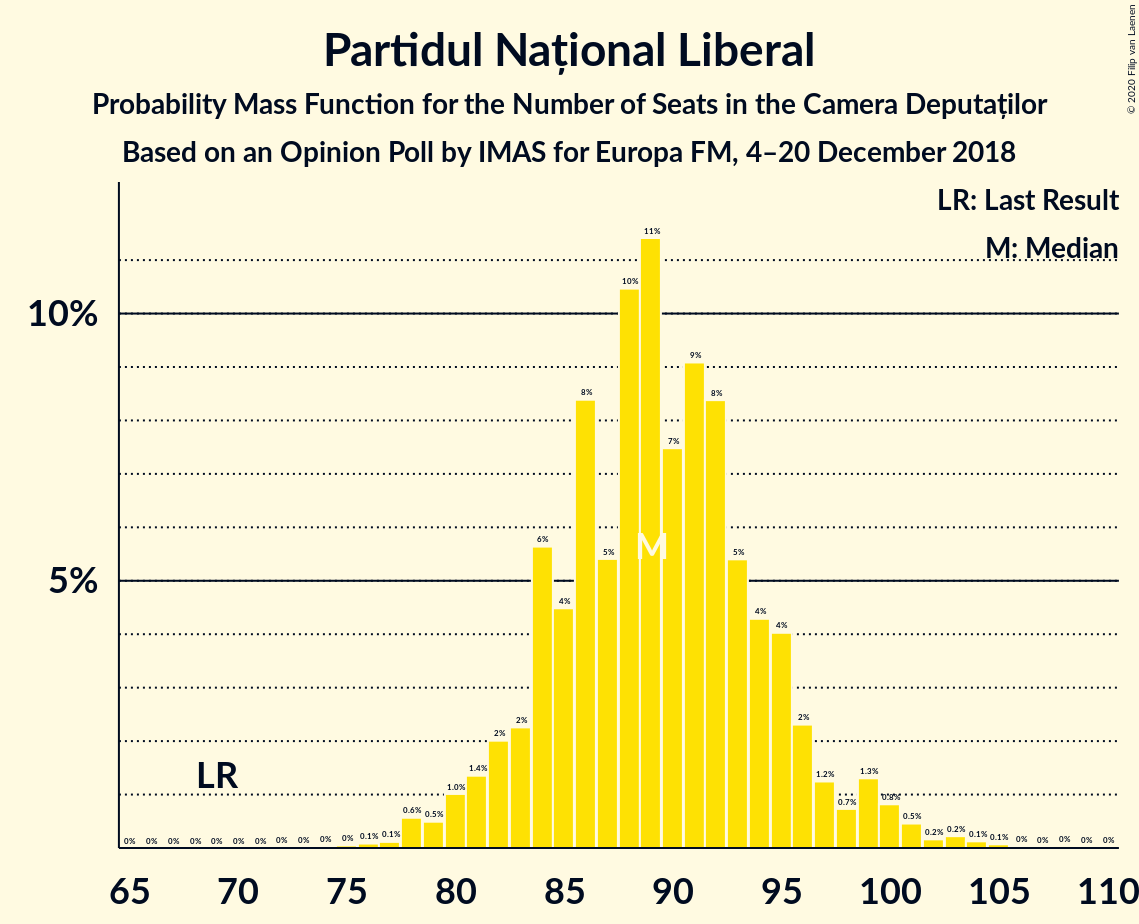 Partidul Național Liberal
Probability Mass Function for the Number of Seats in the Camera Deputaților
Based on an Opinion Poll by IMAS for Europa FM, 4–20 December 2018
© 2020 Filip van Laenen
LR: Last Result
M: Median
10%
5%
LR
M
0% 0% 0% 0% 0% 0% 0% 0% 0% 0% 0% 0.1% 0.1% 0.6% 0.5% 1.0% 1.4% 2% 2% 6% 4% 8% 5% 10% 11% 7% 9% 8% 5% 4% 4% 2% 1.2% 0.7% 1.3% 0.8% 0.5% 0.2% 0.2% 0.1% 0.1% 0% 0% 0% 0% 0%
65 70 75 80 85 90 95 100 105 110